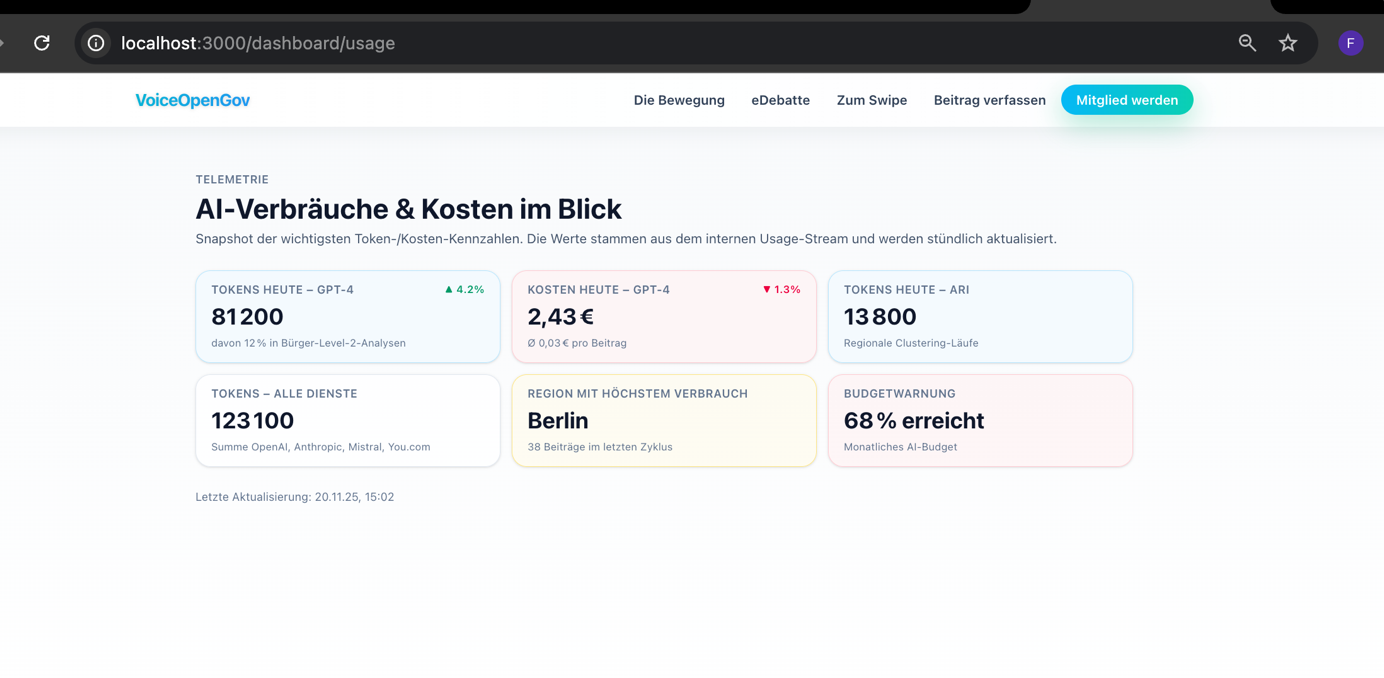 localhost:3000/dashboard/usage
F
VoiceOpenGov
Die Bewegung
eDebatte
Zum Swipe
Beitrag verfassen
Mitglied werden
TELEMETRIE
AI-Verbräuche & Kosten im Blick
Snapshot der wichtigsten Token-/Kosten-Kennzahlen. Die Werte stammen aus dem internen Usage-Stream und werden stündlich aktualisiert.
TOKENS HEUTE – GPT-4
▲ 4.2%
81 200
davon 12 % in Bürger-Level-2-Analysen
KOSTEN HEUTE – GPT-4
▼ 1.3%
2,43 €
Ø 0,03 € pro Beitrag
TOKENS HEUTE – ARI
13 800
Regionale Clustering-Läufe
TOKENS – ALLE DIENSTE
123 100
Summe OpenAI, Anthropic, Mistral, You.com
REGION MIT HÖCHSTEM VERBRAUCH
Berlin
38 Beiträge im letzten Zyklus
BUDGETWARNUNG
68 % erreicht
Monatliches AI-Budget
Letzte Aktualisierung: 20.11.25, 15:02